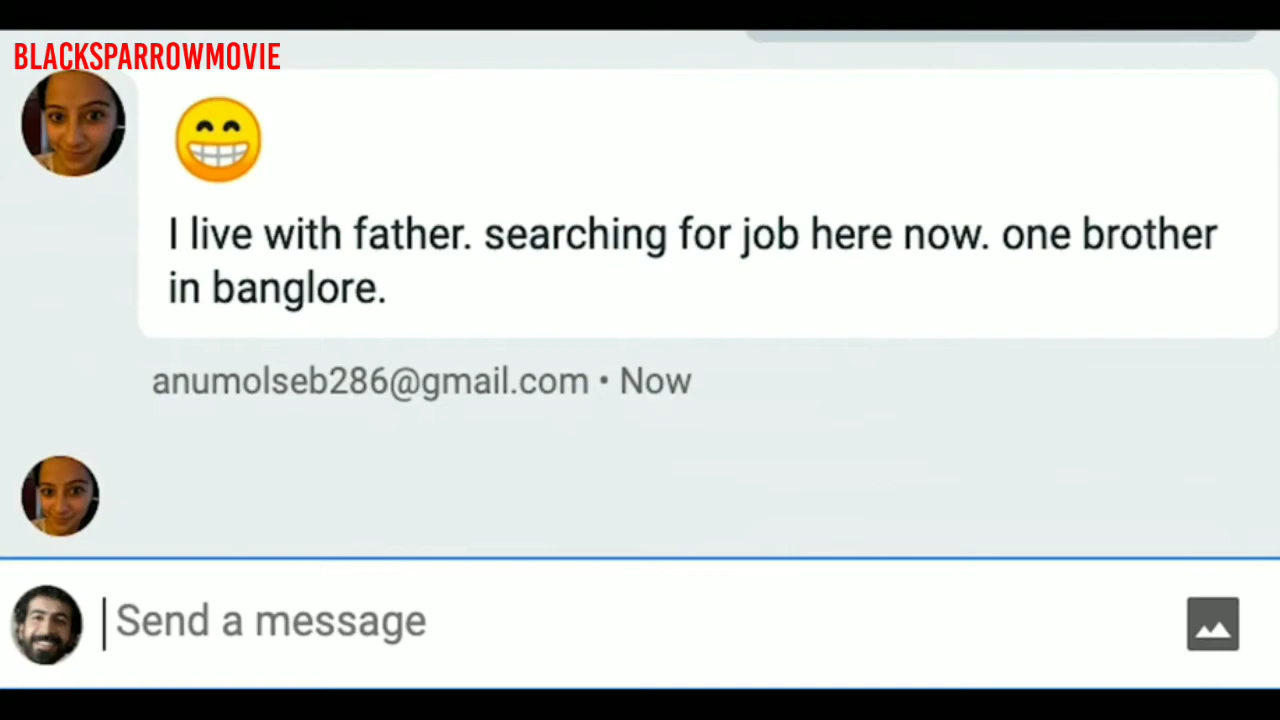 BLACKSPARROWMOVIE
I live with father. searching for job here now. one brother
in banglore.
anumolseb286@gmail.com • Now
Send a message